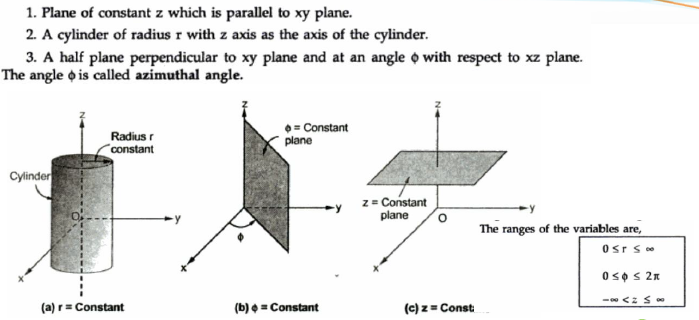 1. Plane of constant z which is parallel to xy plane.
2. A cylinder of radius r with z axis as the axis of the cylinder.
3. A half plane perpendicular to xy plane and at an angle ϕ with respect to xz plane.
The angle ϕ is called azimuthal angle.
z
Radius r
constant
Cylinder
O
y
x
(a) r = Constant
z
ϕ = Constant
plane
y
ϕ
x
(b) ϕ = Constant
z
z = Constant
plane
O
y
x
(c) z = Const
The ranges of the variables are,
0 ≤ r ≤ ∞
0 ≤ ϕ ≤ 2π
-∞ < z ≤ ∞